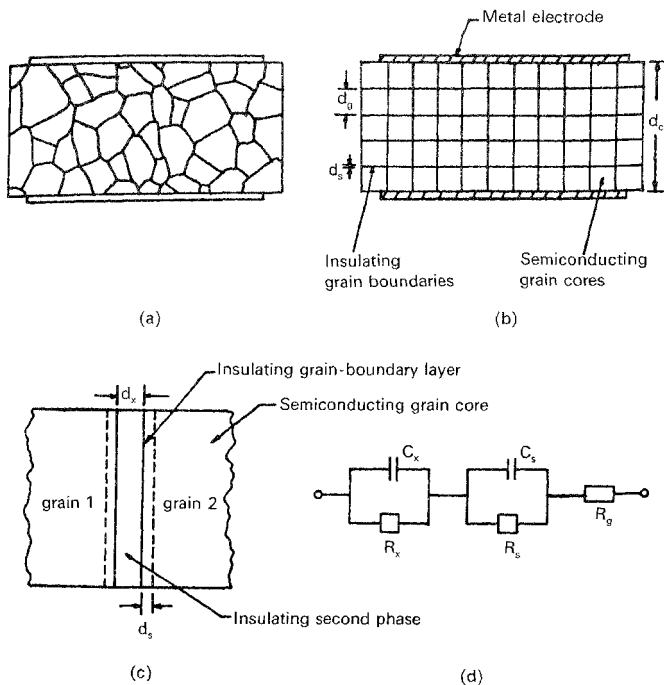 Metal electrode
d_g
d_c
d_s
Insulating
grain boundaries
Semiconducting
grain cores
(a)
(b)
d_x
Insulating grain-boundary layer
Semiconducting grain core
grain 1
grain 2
Insulating second phase
d_s
(c)
C_x
C_s
R_x
R_s
R_g
(d)